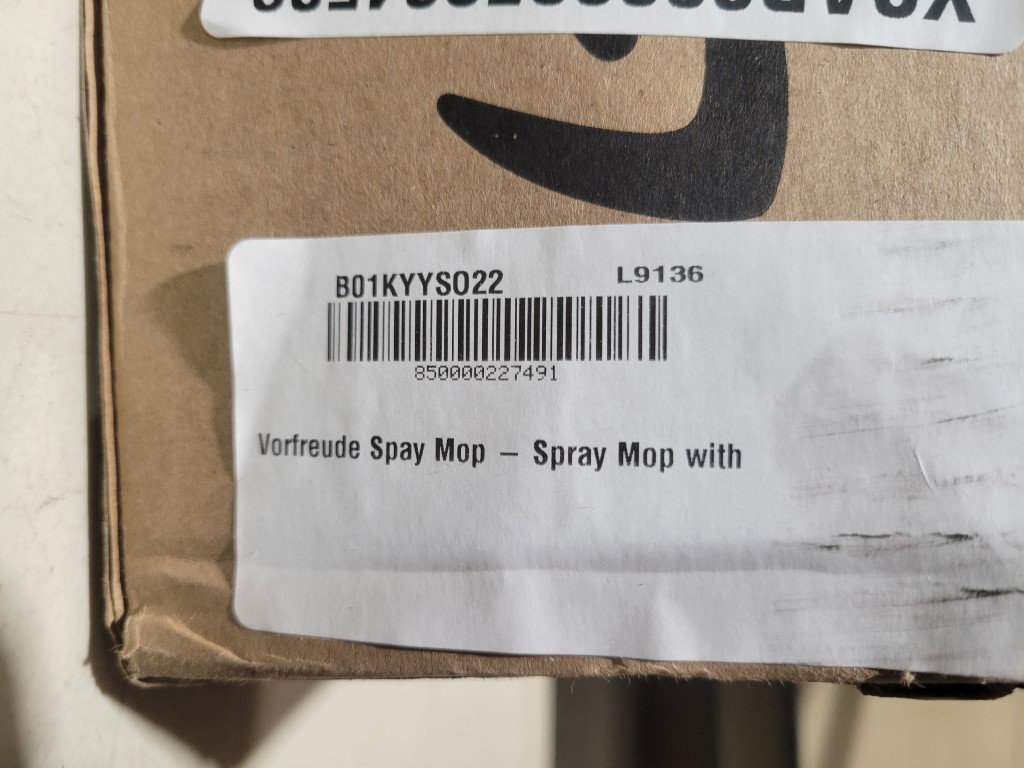 B01KYYSO22 L9136
850000227491
Vorfreude Spay Mop – Spray Mop with